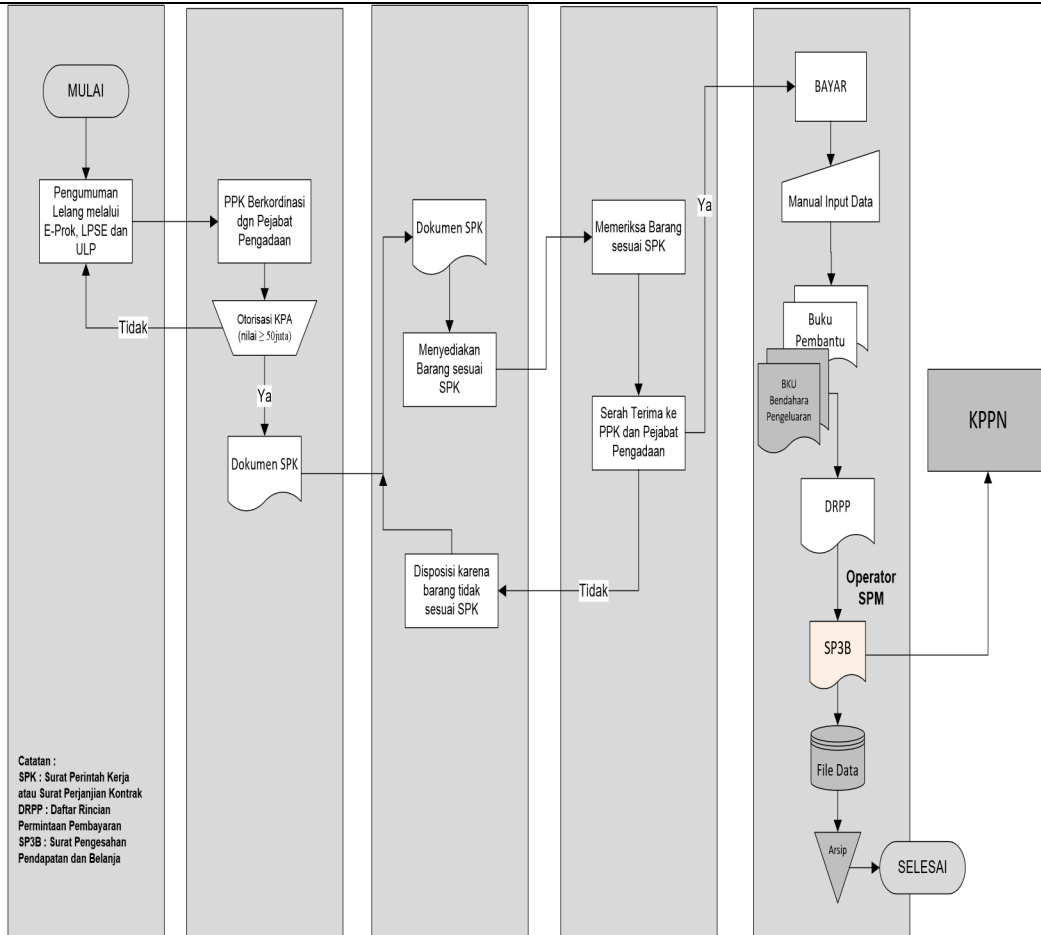 MULAI
Pengumuman
Lelang melalui
E-Prok, LPSE dan
ULP
Tidak
Catatan :
SPK : Surat Perintah Kerja
atau Surat Perjanjian Kontrak
DRPP : Daftar Rincian
Permintaan Pembayaran
SP3B : Surat Pengesahan
Pendapatan dan Belanja
PPK Berkordinasi
dgn Pejabat
Pengadaan
Otorisasi KPA
(nilai ≥ 50juta)
Ya
Dokumen SPK
Dokumen SPK
Menyediakan
Barang sesuai
SPK
Disposisi karena
barang tidak
sesuai SPK
Memeriksa Barang
sesuai SPK
Serah Terima ke
PPK dan Pejabat
Pengadaan
Tidak
Ya
BAYAR
Manual Input Data
Buku
Pembantu
BKU
Bendahara
Pengeluaran
DRPP
Operator
SPM
SP3B
KPPN
File Data
Arsip
SELESAI